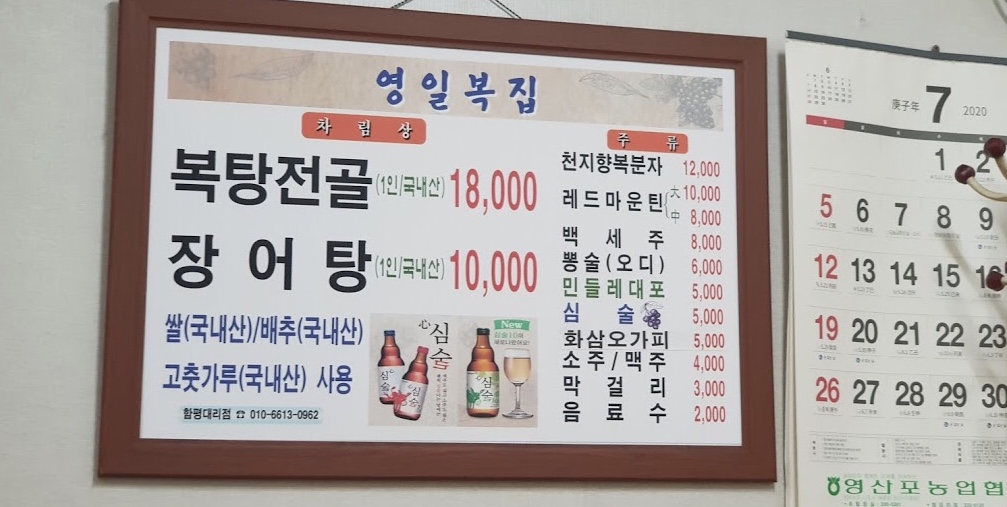 영일복집
차림상
복탕전골(1인/국내산) 18,000
장어탕(1인/국내산) 10,000
쌀(국내산)/배추(국내산)
고춧가루(국내산) 사용
함평대리점 ☎ 010-6613-0962
心 심술
심술
심술
New
심술
주류
천지향복분자 12,000
레드마운틴 大 10,000
中 8,000
백세주 8,000
뽕술(오디) 6,000
민들레대포 5,000
심술 5,000
화삼오가피 5,000
소주/맥주 4,000
막걸리 3,000
음료수 2,000
6
庚子年 7 2020
1 2
5 6 7 8 9
12 13 14 15 16
19 20 21 22 23
26 27 28 29 30
영산포농업협